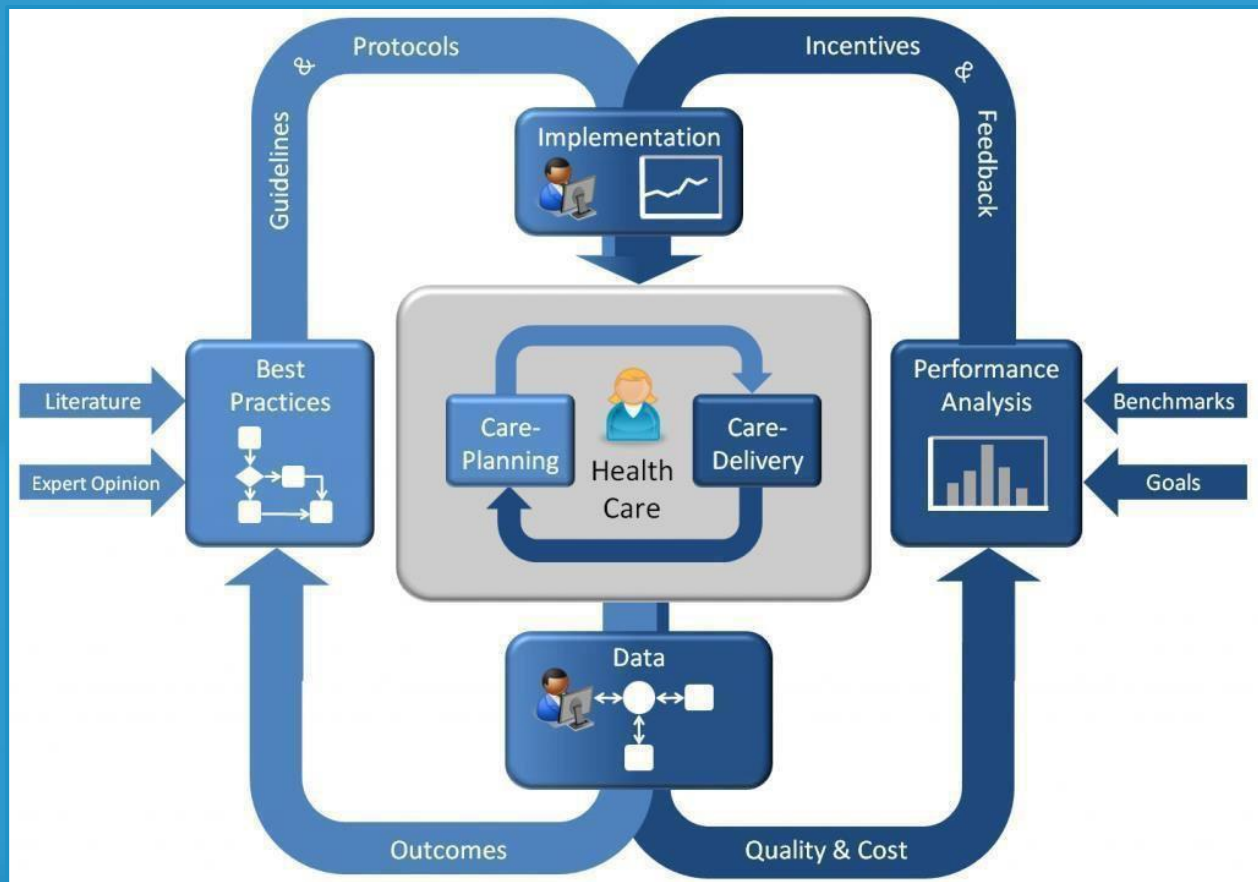 Protocols
&
Guidelines
Incentives
&
Feedback
Implementation
Best
Practices
Literature
Expert Opinion
Care-
Planning
Health
Care
Care-
Delivery
Performance
Analysis
Benchmarks
Goals
Data
Outcomes
Quality & Cost